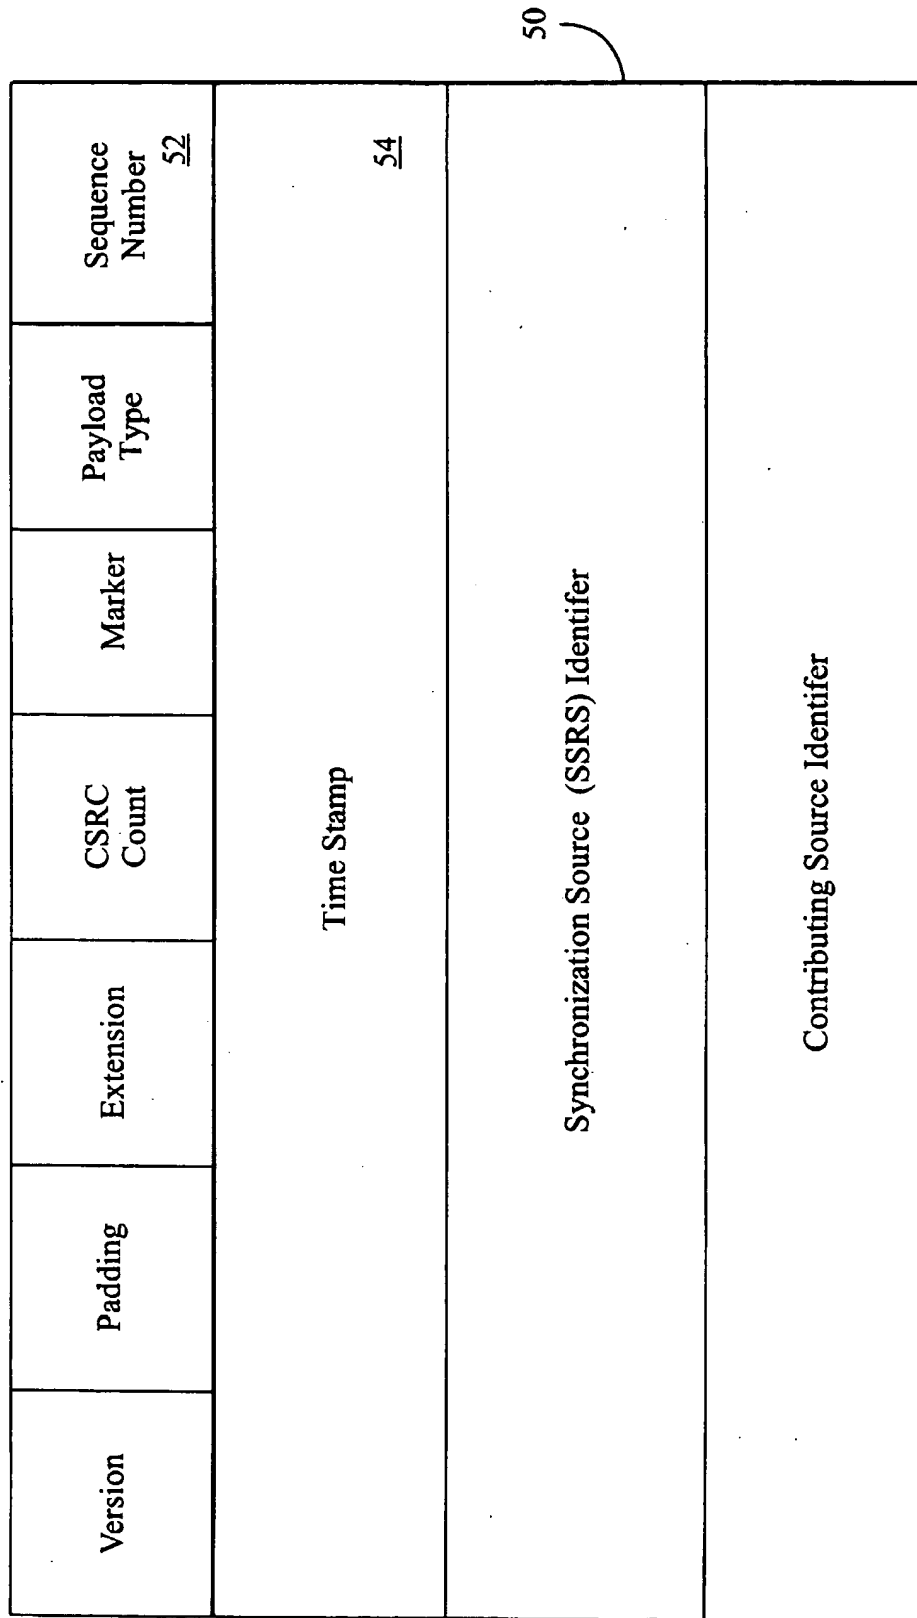 Version
Padding
Extension
CSRC
Count
Marker
Payload
Type
Sequence
Number
52
Time Stamp
54
Synchronization Source (SSRS) Identifer
Contributing Source Identifer
50